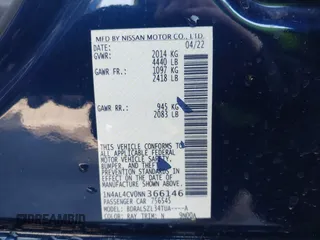 MFD BY NISSAN MOTOR CO., LTD.
04/22
GVWR: 2014 KG
4440 LB
GAWR FR: 1097 KG
2418 LB
GAWR RR: 945 KG
2083 LB
THIS VEHICLE CONFORMS TO
ALL APPLICABLE FEDERAL
MOTOR VEHICLE SAFETY,
BUMPER, AND THEFT
PREVENTION STANDARDS
IN EFFECT ON THE DATE OF
MANUFACTURE SHOWN ABOVE.
1N4AL4CV0NN366146
PASSENGER CAR 756545
COLOR: RAY TRIM: N